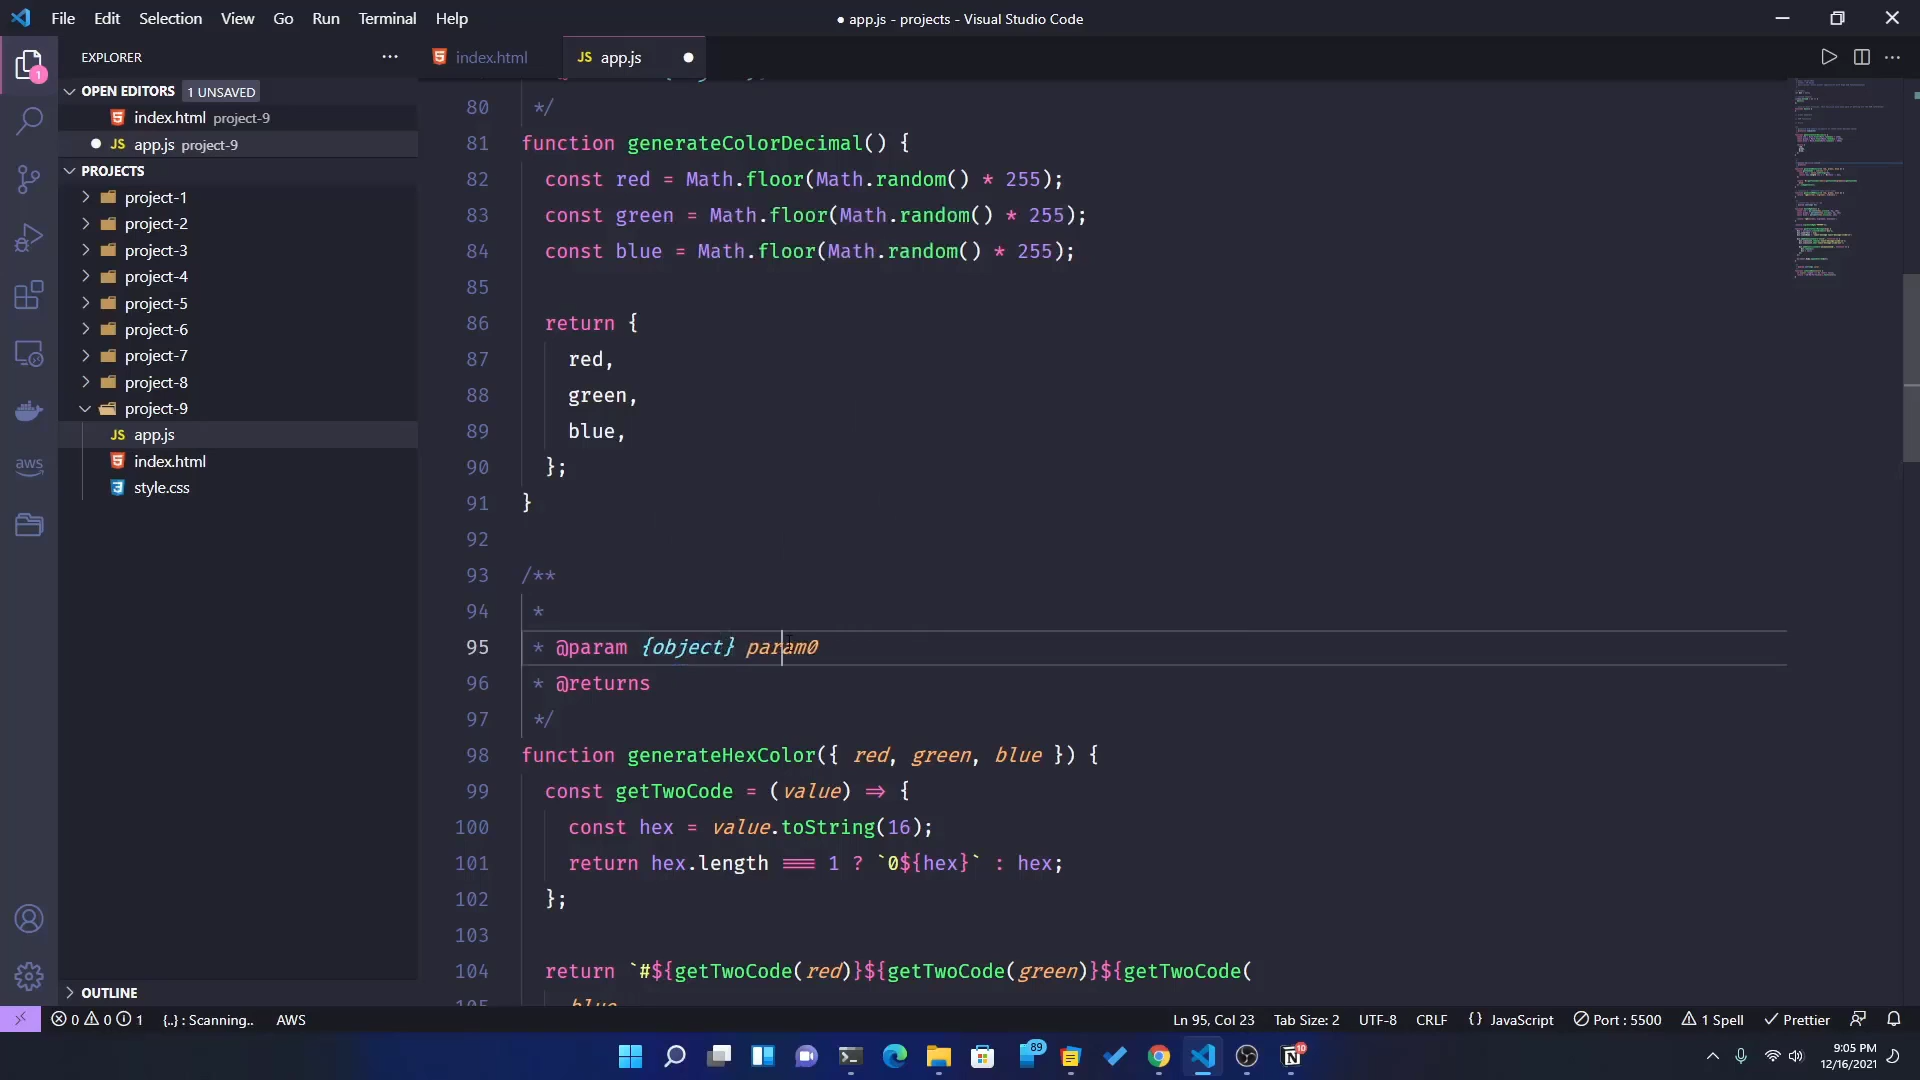 File Edit Selection View Go Run Terminal Help
● app.js - projects - Visual Studio Code
EXPLORER
index.html
JS app.js
1
OPEN EDITORS 1 UNSAVED
index.html project-9
JS app.js project-9
PROJECTS
project-1
project-2
project-3
project-4
project-5
project-6
project-7
project-8
project-9
JS app.js
index.html
style.css
aws
OUTLINE
80 */
81 function generateColorDecimal() {
82 const red = Math.floor(Math.random() * 255);
83 const green = Math.floor(Math.random() * 255);
84 const blue = Math.floor(Math.random() * 255);
85
86 return {
87 red,
88 green,
89 blue,
90 };
91 }
92
93 /**
94 *
95 * @param {object} param0
96 * @returns
97 */
98 function generateHexColor({ red, green, blue }) {
99 const getTwoCode = (value) => {
100 const hex = value.toString(16);
101 return hex.length === 1 ? `0${hex}` : hex;
102 };
103
104 return `#${getTwoCode(red)}${getTwoCode(green)}${getTwoCode(
105 blue
0 0 1 {..} : Scanning.. AWS
Ln 95, Col 23 Tab Size: 2 UTF-8 CRLF {} JavaScript Port : 5500 1 Spell Prettier
89
10
9:05 PM
12/16/2021